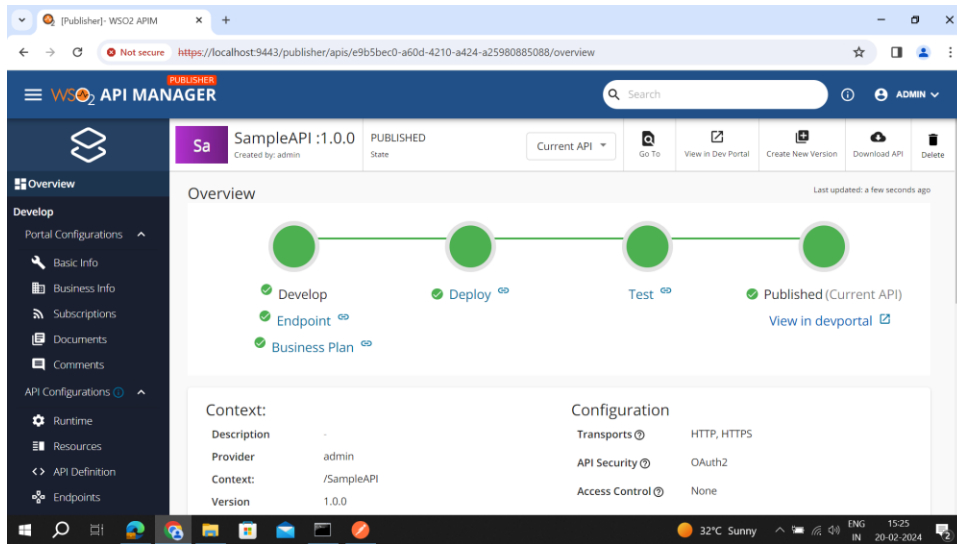 [Publisher]- WSO2 APIM
Not secure https://localhost:9443/publisher/apis/e9b5bec0-a60d-4210-a424-a25980885088/overview
PUBLISHER
WSO2 API MANAGER
Search
ADMIN
Sa
SampleAPI :1.0.0
Created by: admin
PUBLISHED
State
Current API
Go To
View in Dev Portal
Create New Version
Download API
Delete
Overview
Develop
Portal Configurations
Basic Info
Business Info
Subscriptions
Documents
Comments
API Configurations
Runtime
Resources
API Definition
Endpoints
Overview
Last updated: a few seconds ago
Develop
Endpoint
Business Plan
Deploy
Test
Published (Current API)
View in devportal
Context:
Description -
Provider admin
Context: /SampleAPI
Version 1.0.0
Configuration
Transports HTTP, HTTPS
API Security OAuth2
Access Control None
32°C Sunny
ENG
IN
15:25
20-02-2024
2